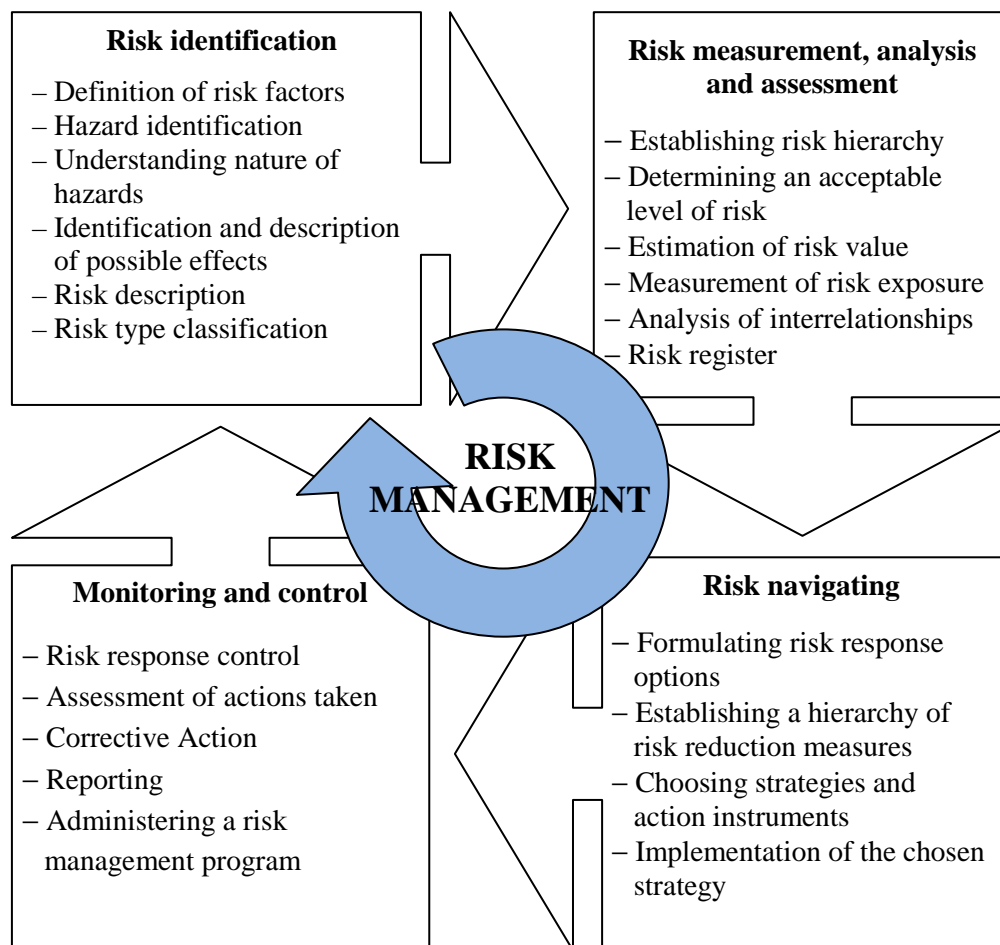 Risk identification
– Definition of risk factors
– Hazard identification
– Understanding nature of
hazards
– Identification and description
of possible effects
– Risk description
– Risk type classification
Risk measurement, analysis
and assessment
– Establishing risk hierarchy
– Determining an acceptable
level of risk
– Estimation of risk value
– Measurement of risk exposure
– Analysis of interrelationships
– Risk register
RISK
MANAGEMENT
Monitoring and control
– Risk response control
– Assessment of actions taken
– Corrective Action
– Reporting
– Administering a risk
management program
Risk navigating
– Formulating risk response
options
– Establishing a hierarchy of
risk reduction measures
– Choosing strategies and
action instruments
– Implementation of the chosen
strategy